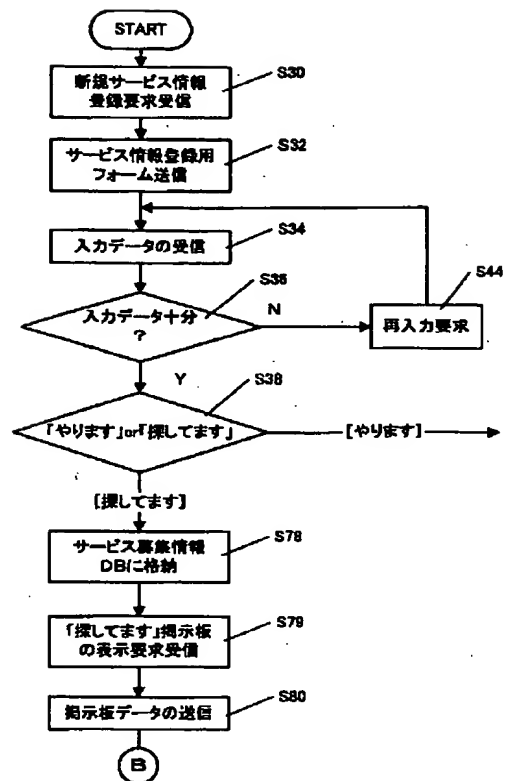 START
新規サービス情報
登録要求受信
S30
サービス情報登録用
フォーム送信
S32
入力データの受信
S34
入力データ十分
?
S36
N
再入力要求
S44
Y
「やります」or「探してます」
S38
[やります]
[探してます]
サービス募集情報
DBに格納
S78
「探してます」掲示板
の表示要求受信
S79
掲示板データの送信
S80
B